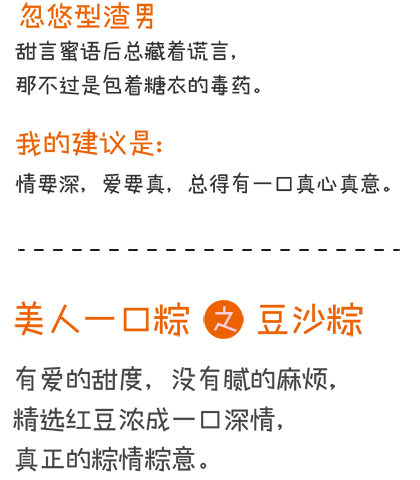 忽悠型渣男
甜言蜜语后总藏着谎言,
那不过是包着糖衣的毒药。
我的建议是:
情要深,爱要真,总得有一口真心真意。
美人一口粽 之 豆沙粽
有爱的甜度,没有腻的麻烦,
精选红豆浓成一口深情,
真正的粽情粽意。